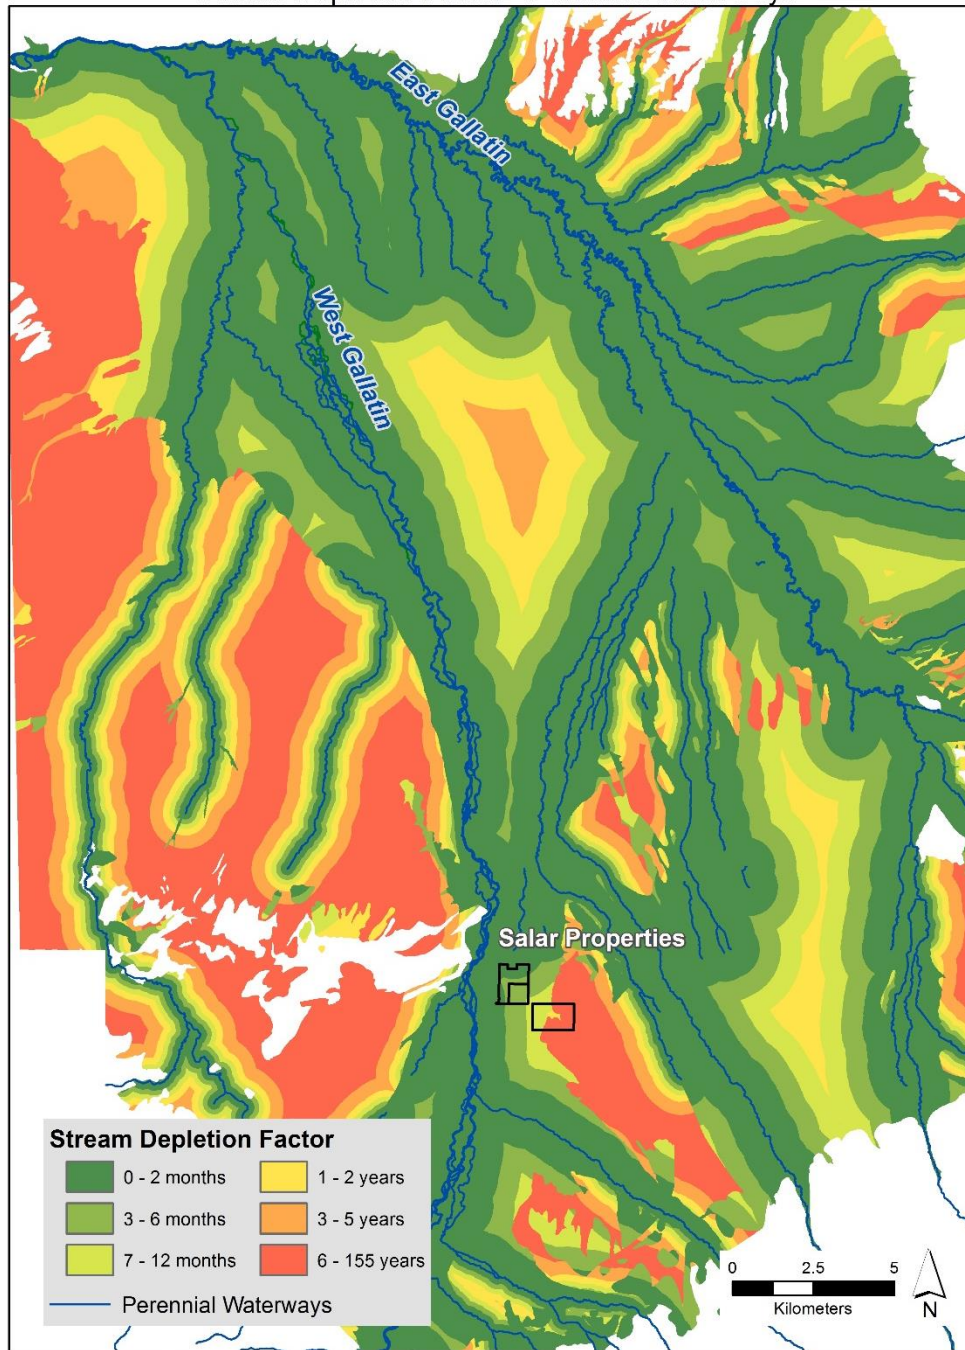 East Gallatin
West Gallatin
Salar Properties
Stream Depletion Factor
0 - 2 months
1 - 2 years
3 - 6 months
3 - 5 years
7 - 12 months
6 - 155 years
Perennial Waterways
0 2.5 5
Kilometers
N